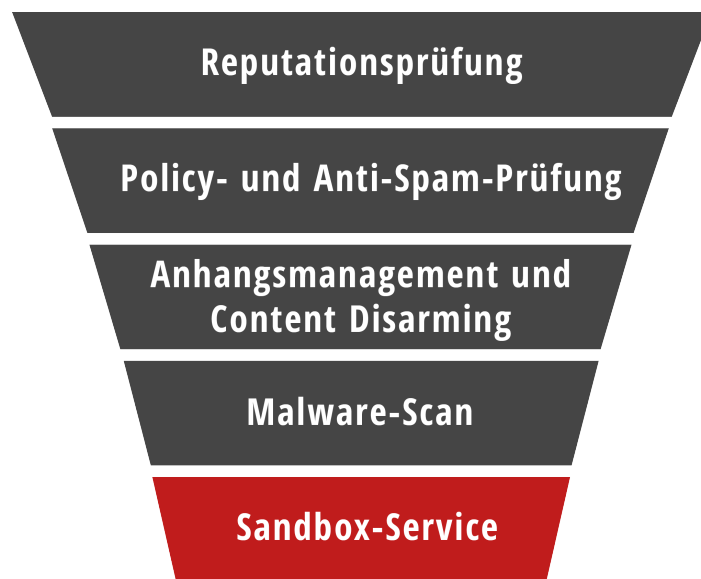 Reputationsprüfung
Policy- und Anti-Spam-Prüfung
Anhangsmanagement und
Content Disarming
Malware-Scan
Sandbox-Service